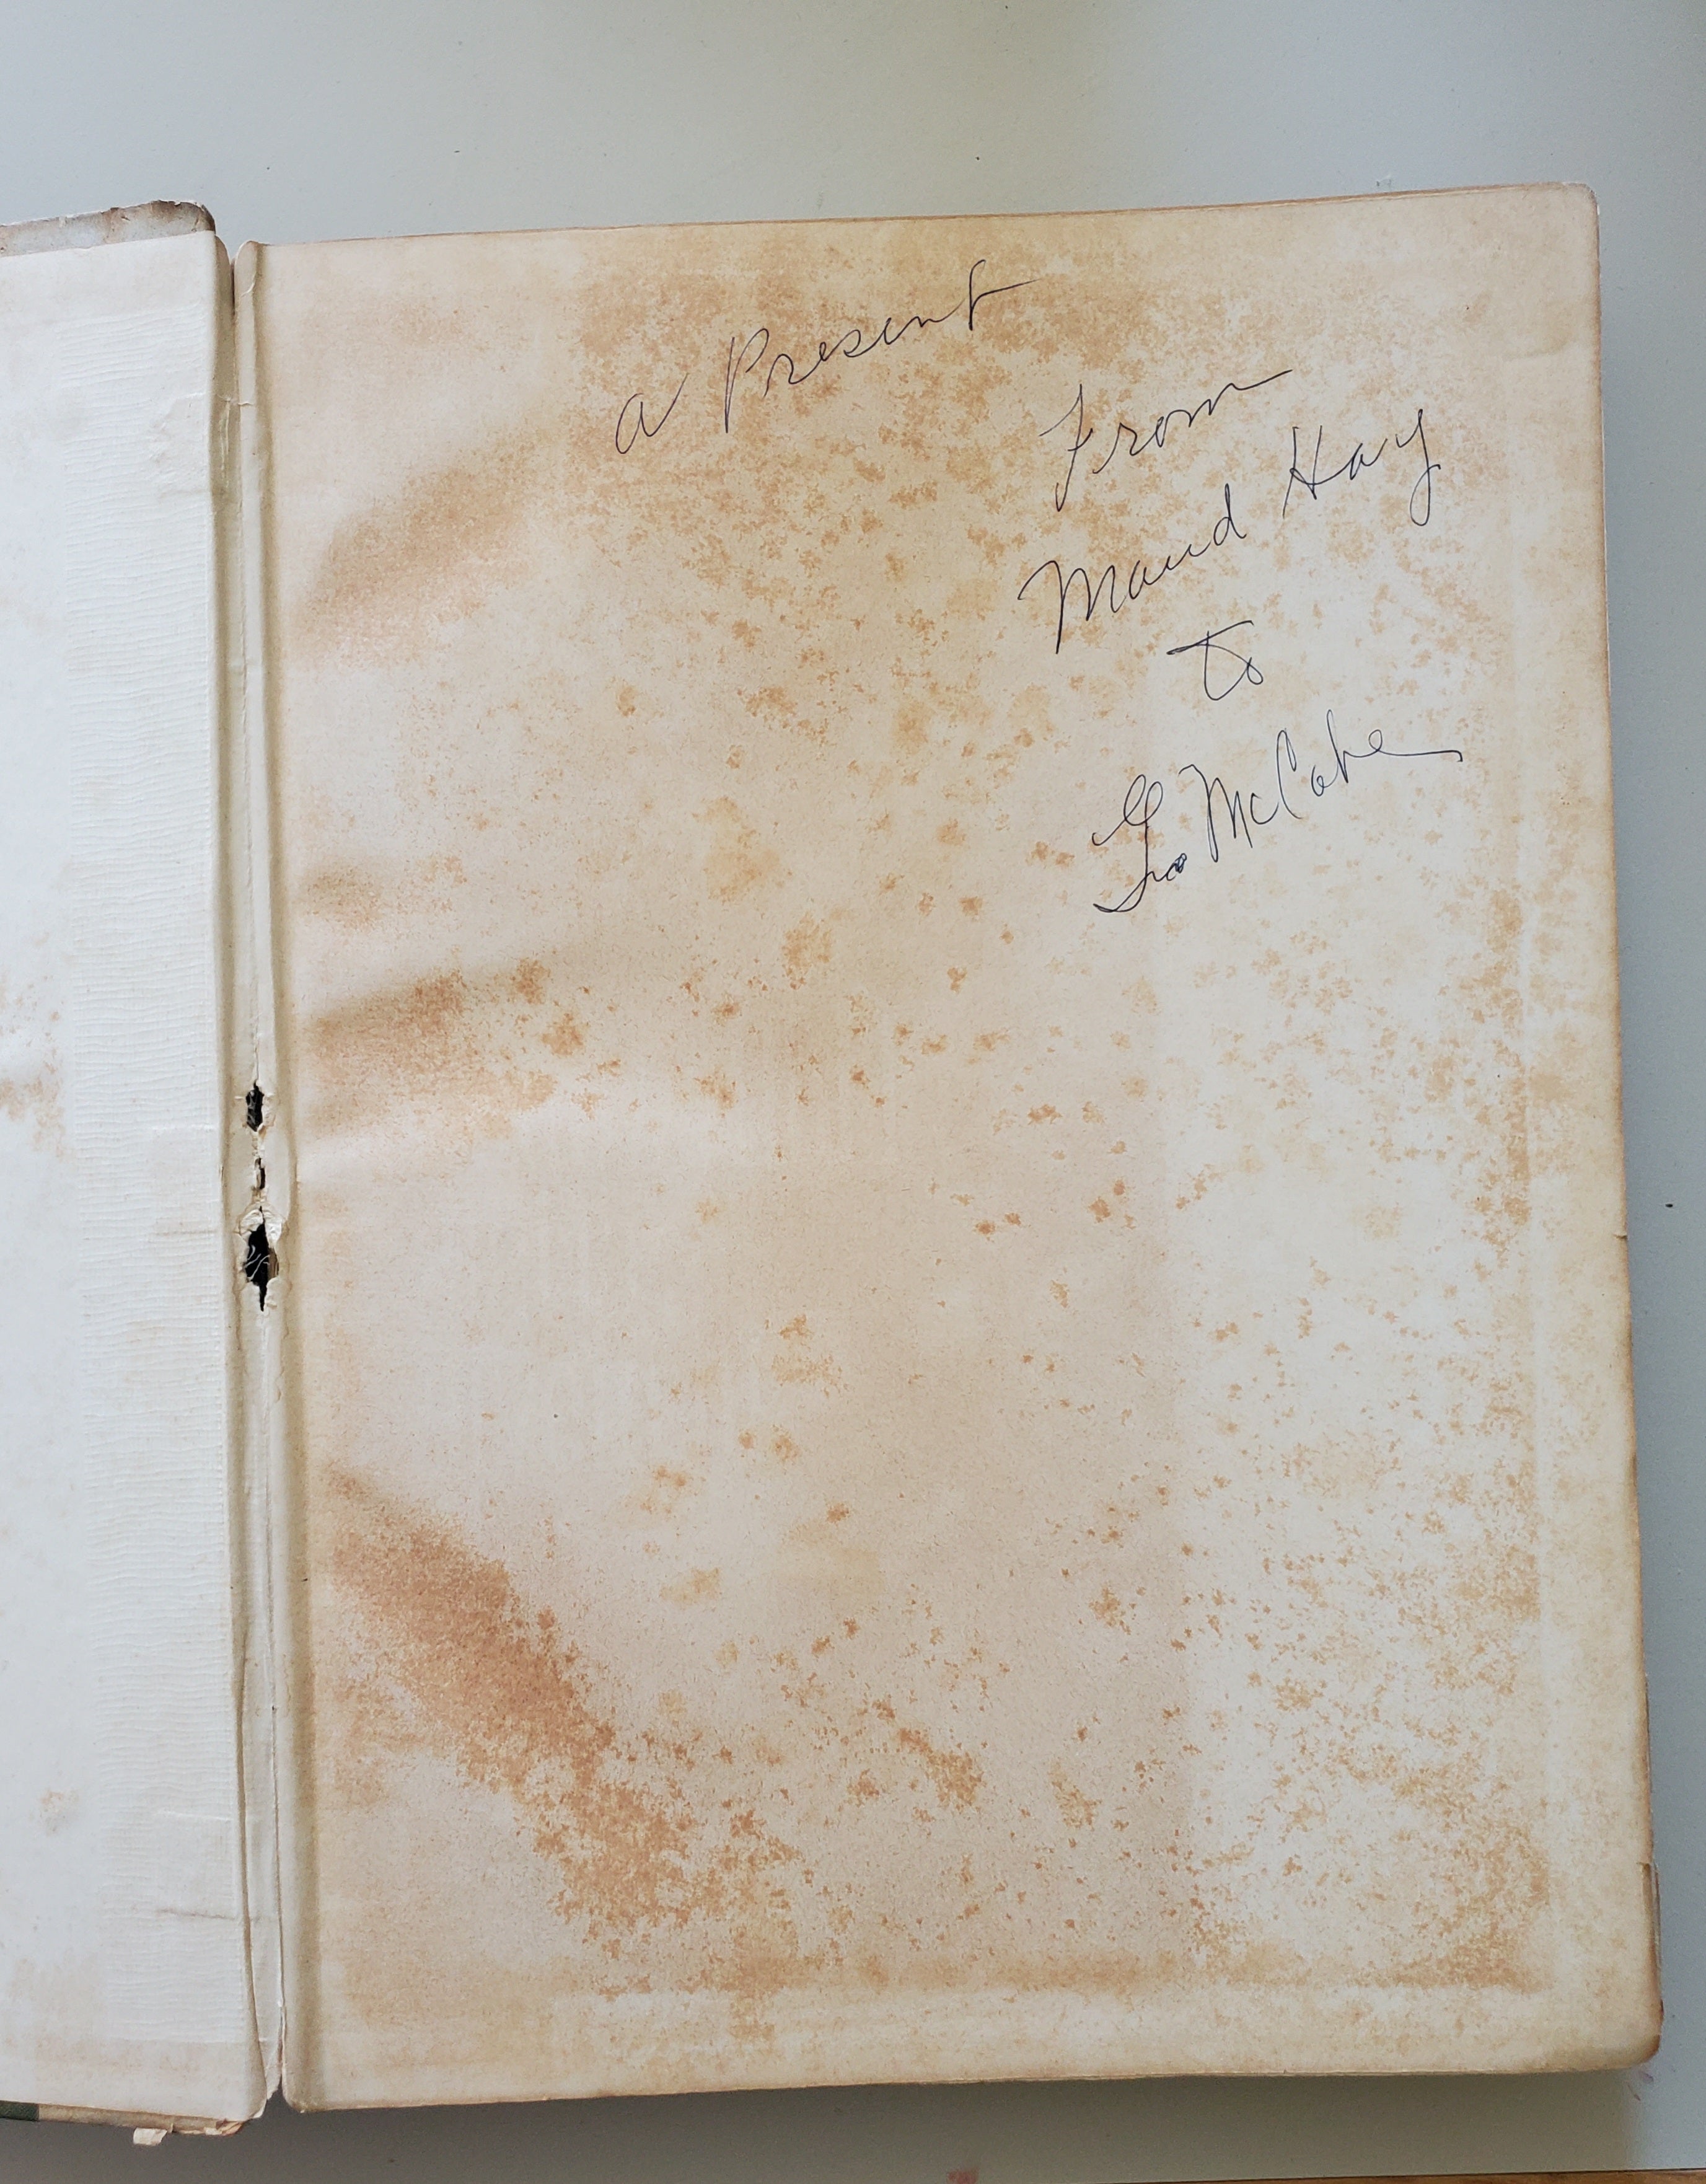 a Present
From
Maud Hay
to
Geo McCabe